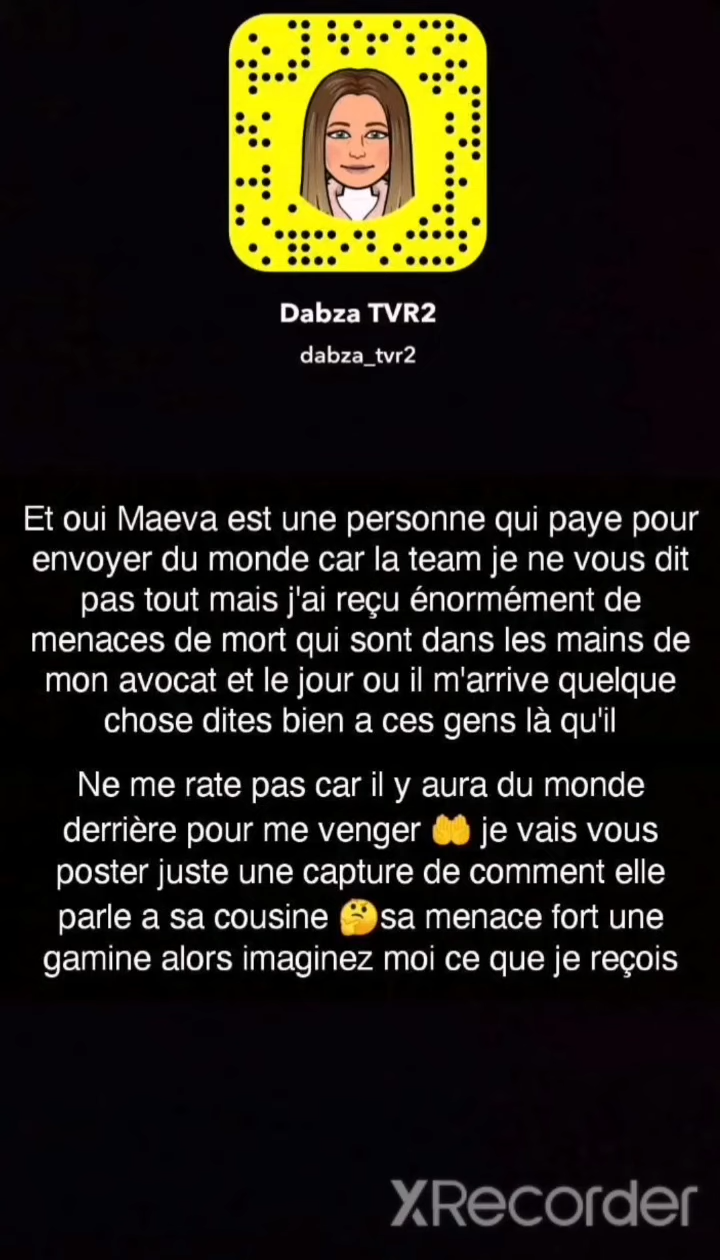 Dabza TVR2
dabza_tvr2
Et oui Maeva est une personne qui paye pour
envoyer du monde car la team je ne vous dit
pas tout mais j'ai reçu énormément de
menaces de mort qui sont dans les mains de
mon avocat et le jour ou il m'arrive quelque
chose dites bien a ces gens là qu'il
Ne me rate pas car il y aura du monde
derrière pour me venger 🤲 je vais vous
poster juste une capture de comment elle
parle a sa cousine 🤔sa menace fort une
gamine alors imaginez moi ce que je reçois
XRecorder